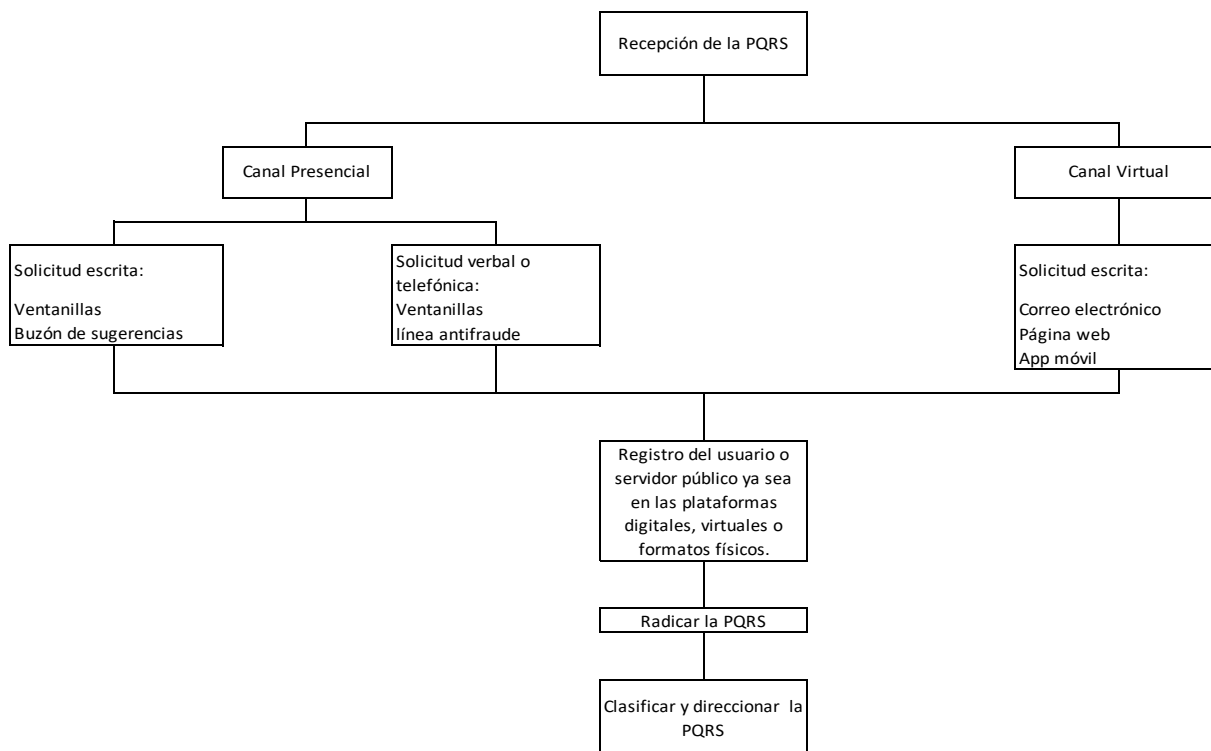 Recepción de la PQRS
Canal Presencial
Canal Virtual
Solicitud escrita:
Ventanillas
Buzón de sugerencias
Solicitud verbal o
telefónica:
Ventanillas
línea antifraude
Solicitud escrita:
Correo electrónico
Página web
App móvil
Registro del usuario o
servidor público ya sea
en las plataformas
digitales, virtuales o
formatos físicos.
Radicar la PQRS
Clasificar y direccionar la
PQRS